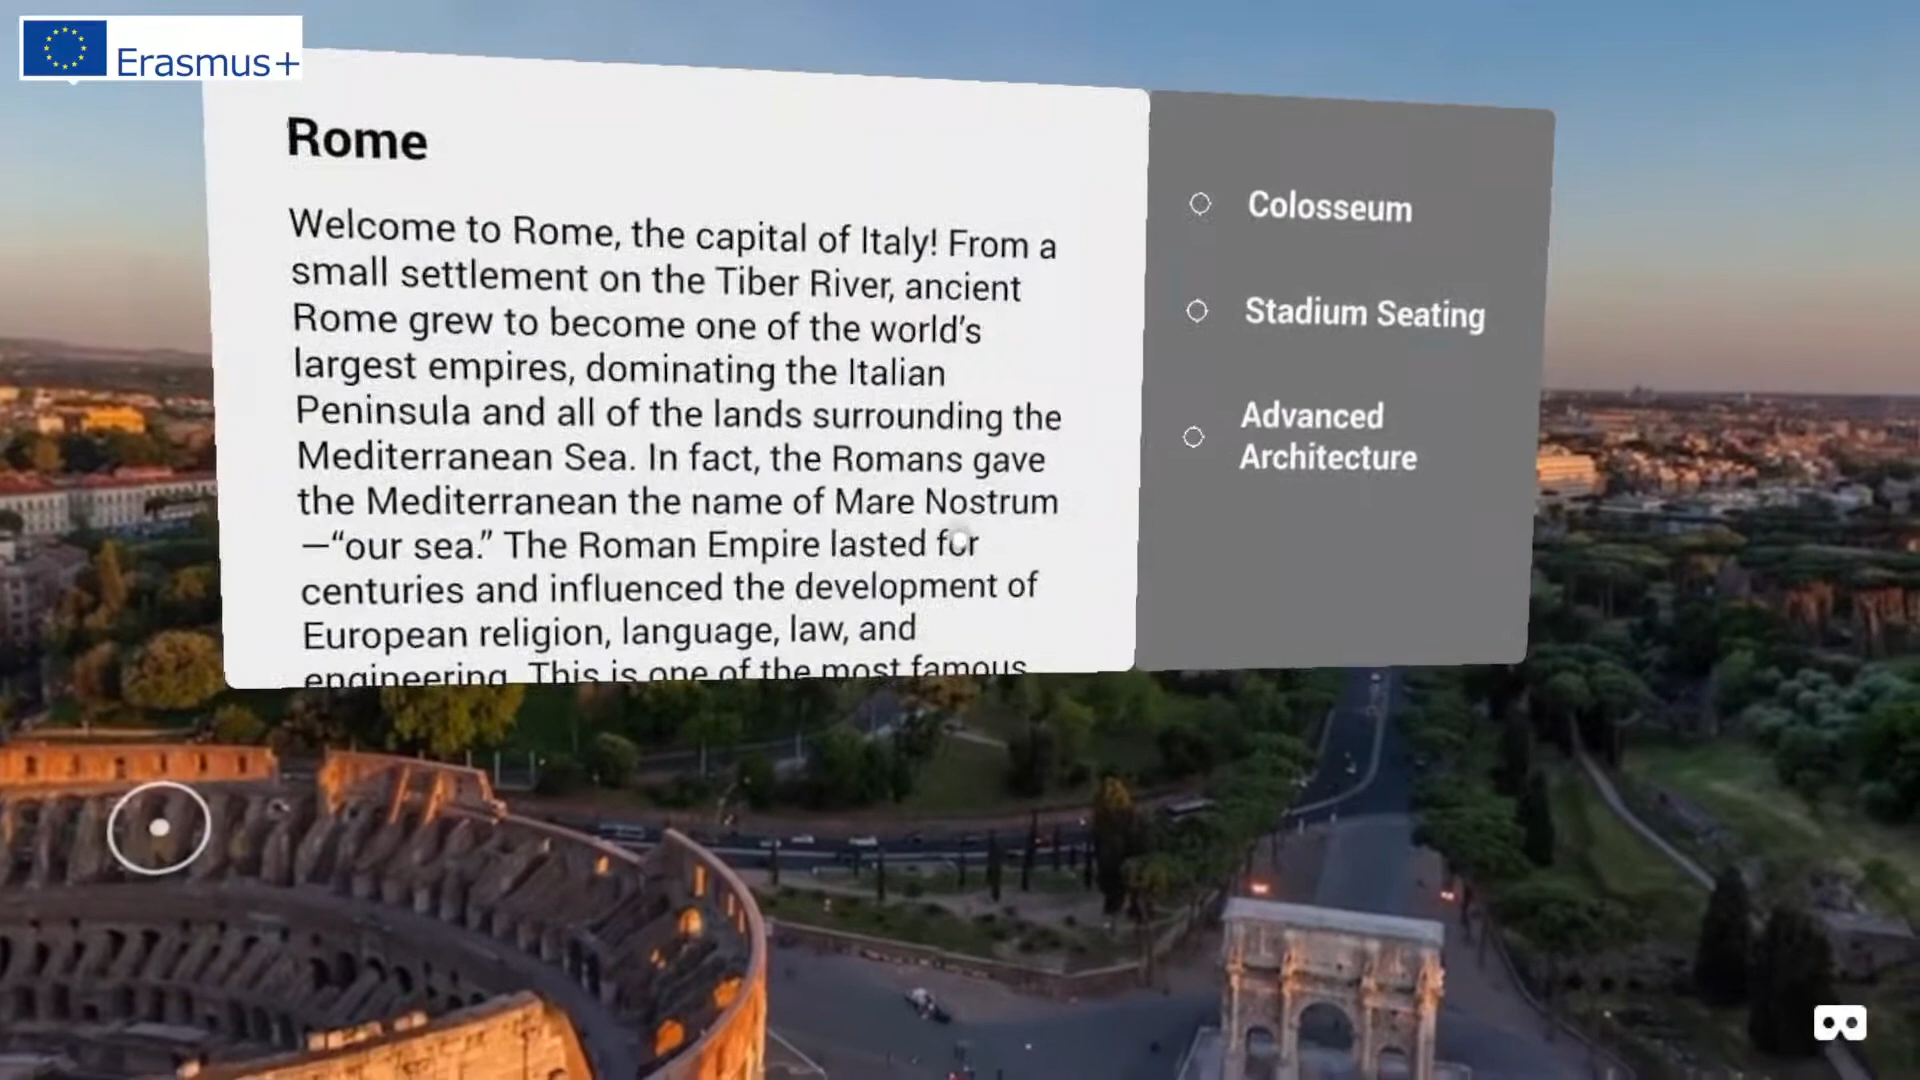 Erasmus+
Rome
Welcome to Rome, the capital of Italy! From a
small settlement on the Tiber River, ancient
Rome grew to become one of the world’s
largest empires, dominating the Italian
Peninsula and all of the lands surrounding the
Mediterranean Sea. In fact, the Romans gave
the Mediterranean the name of Mare Nostrum
—“our sea.” The Roman Empire lasted for
centuries and influenced the development of
European religion, language, law, and
engineering. This is one of the most famous
Colosseum
Stadium Seating
Advanced
Architecture